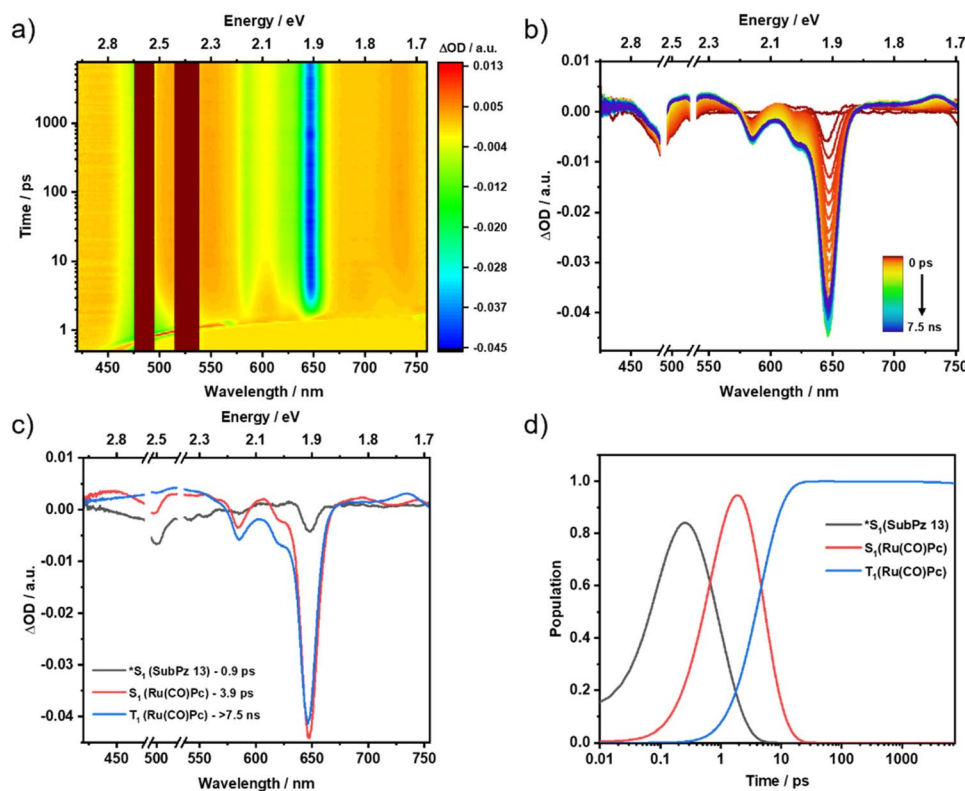 a)
Energy / eV
2.8 2.5 2.3 2.1 1.9 1.7
ΔOD / a.u.
0.013
0.005
-0.004
-0.012
-0.020
-0.028
-0.037
-0.045
Time / ps
1000
100
10
1
450 500 550 600 650 700 750
Wavelength / nm
b)
Energy / eV
2.8 2.5 2.3 2.1 1.9 1.7
0.01
0.00
-0.01
-0.02
-0.03
-0.04
ΔOD / a.u.
0 ps
7.5 ns
450 500 550 600 650 700 750
Wavelength / nm
c)
Energy / eV
2.8 2.5 2.3 2.1 1.9 1.7
0.01
0.00
-0.01
-0.02
-0.03
-0.04
ΔOD / a.u.
*S1 (SubPz 13) - 0.9 ps
S1 (Ru(CO)Pc) - 3.9 ps
T1 (Ru(CO)Pc) - >7.5 ns
450 500 550 600 650 700 750
Wavelength / nm
d)
1.0
0.8
0.6
0.4
0.2
0.0
Population
*S1(SubPz 13)
S1(Ru(CO)Pc)
T1(Ru(CO)Pc)
0.01 0.1 1 10 100 1000
Time / ps